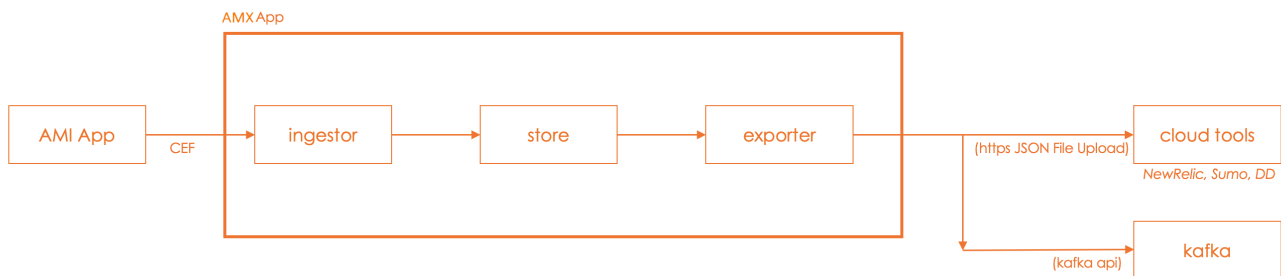 AMX App
AMI App
CEF
ingestor
store
exporter
(https JSON File Upload)
cloud tools
NewRelic, Sumo, DD
(kafka api)
kafka